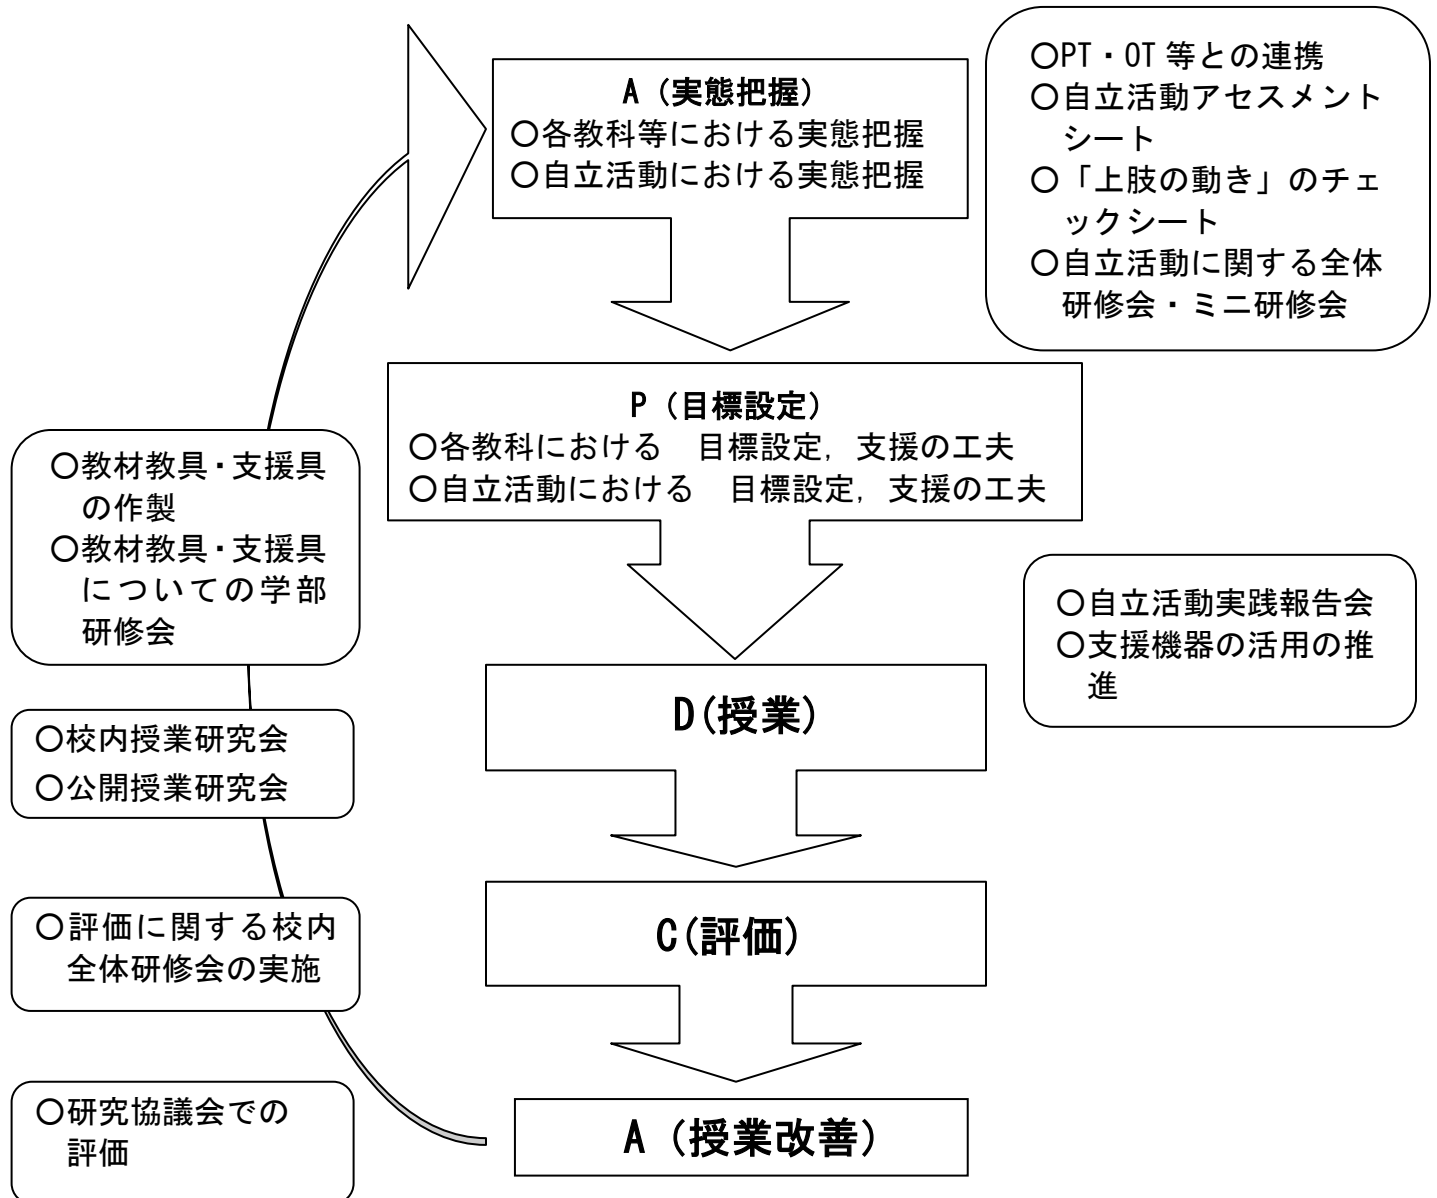 A（実態把握）
○各教科等における実態把握
○自立活動における実態把握
○PT・OT 等との連携
○自立活動アセスメント
シート
○「上肢の動き」のチェ
ックシート
○自立活動に関する全体
研修会・ミニ研修会
P（目標設定）
○各教科における　目標設定，支援の工夫
○自立活動における　目標設定，支援の工夫
○教材教具・支援具
の作製
○教材教具・支援具
についての学部
研修会
○自立活動実践報告会
○支援機器の活用の推
進
D(授業)
○校内授業研究会
○公開授業研究会
C(評価)
○評価に関する校内
全体研修会の実施
A（授業改善）
○研究協議会での
評価